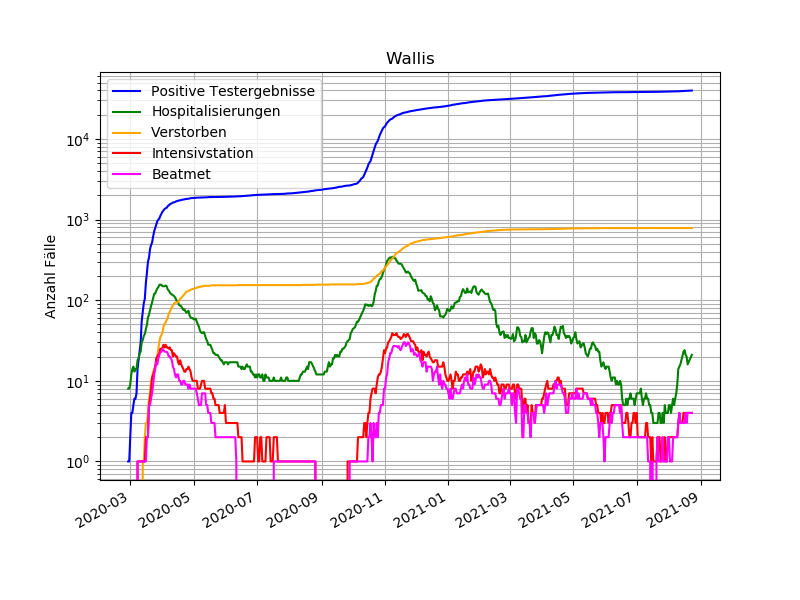 Wallis
Positive Testergebnisse
Hospitalisierungen
Verstorben
Intensivstation
Beatmet
Anzahl Fälle
10^4
10^3
10^2
10^1
10^0
2020-03
2020-05
2020-07
2020-09
2020-11
2021-01
2021-03
2021-05
2021-07
2021-09